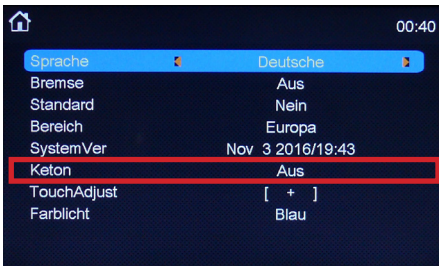 00:40
Sprache Deutsche
Bremse Aus
Standard Nein
Bereich Europa
SystemVer Nov 3 2016/19:43
Keton Aus
TouchAdjust [ + ]
Farblicht Blau